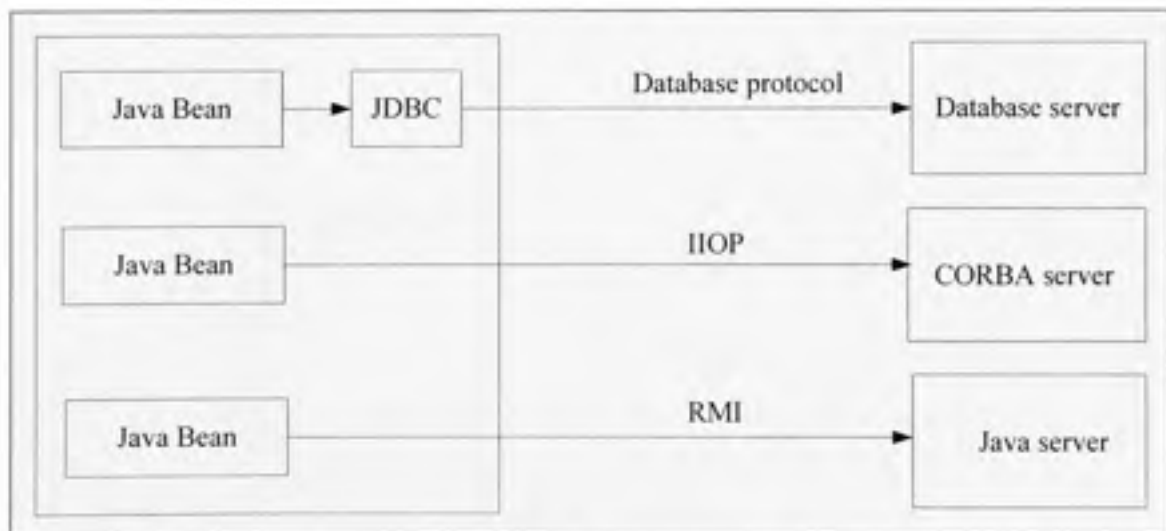 Java Bean
JDBC
Database protocol
Database server
Java Bean
IIOP
CORBA server
Java Bean
RMI
Java server